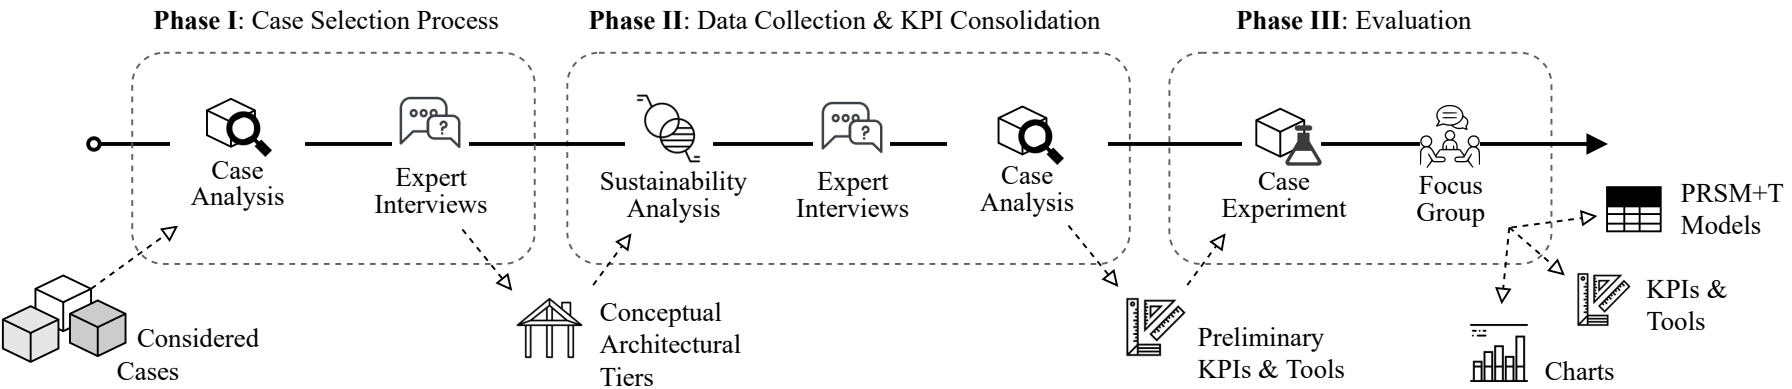 Phase I: Case Selection Process
Phase II: Data Collection & KPI Consolidation
Phase III: Evaluation
Case
Analysis
Expert
Interviews
Sustainability
Analysis
Expert
Interviews
Case
Analysis
Case
Experiment
Focus
Group
Considered
Cases
Conceptual
Architectural
Tiers
Preliminary
KPIs & Tools
PRSM+T
Models
KPIs &
Tools
Charts
?
?